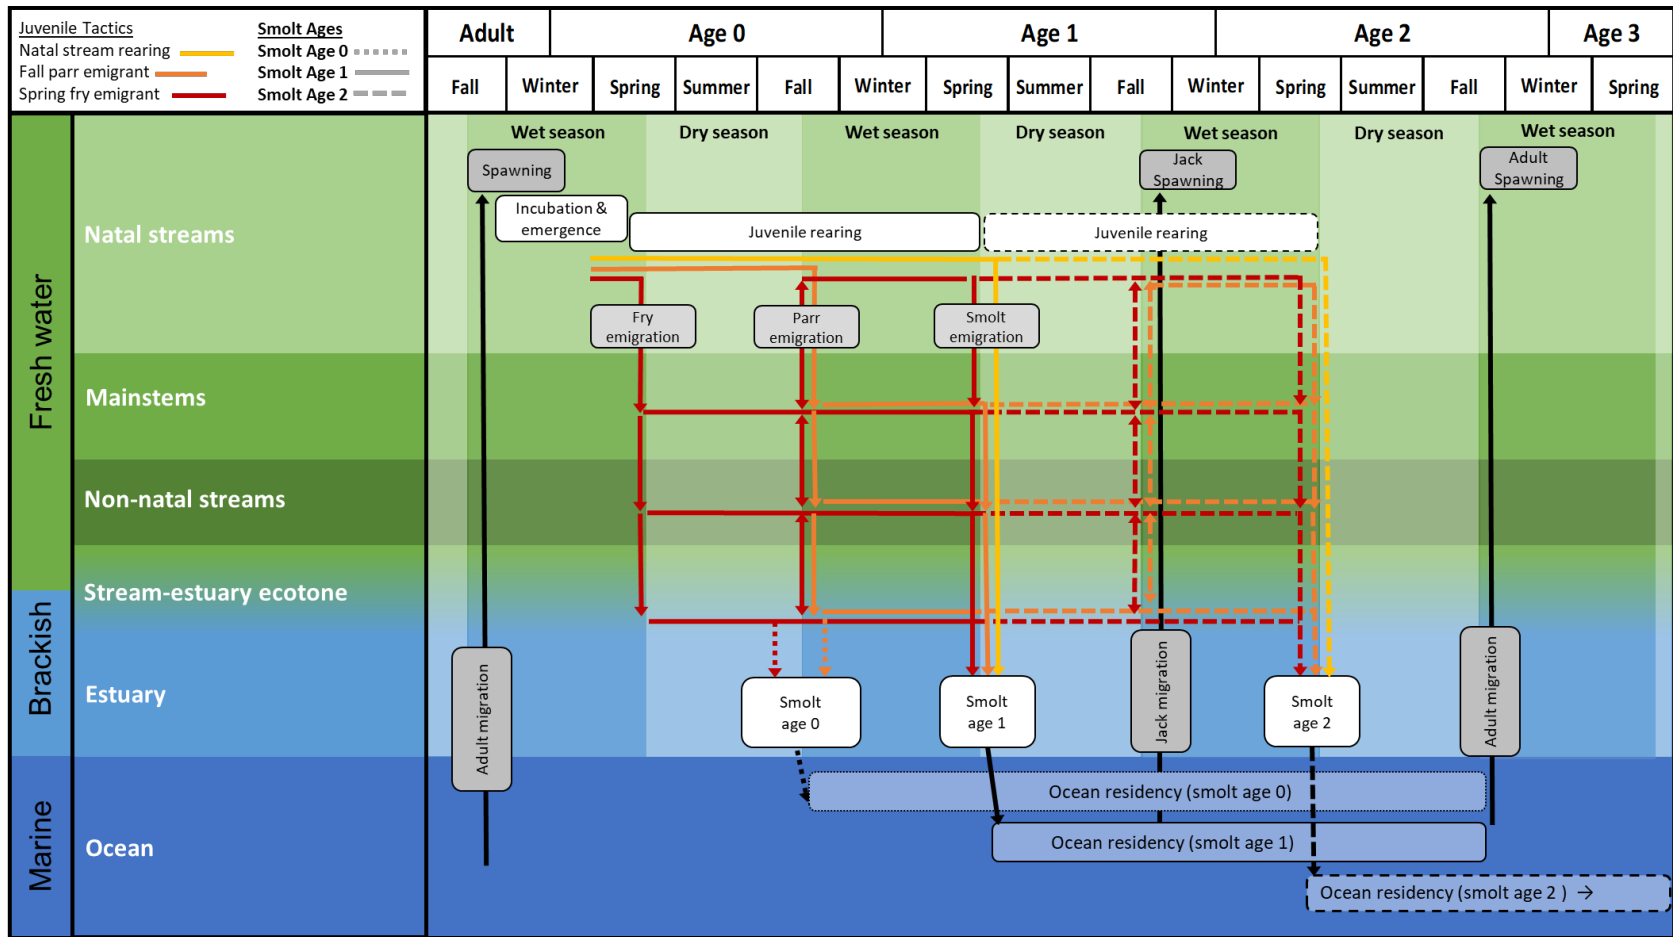 Juvenile Tactics
Natal stream rearing
Fall parr emigrant
Spring fry emigrant
Smolt Ages
Smolt Age 0
Smolt Age 1
Smolt Age 2
Adult
Age 0
Age 1
Age 2
Age 3
Fall
Winter
Spring
Summer
Fall
Winter
Spring
Summer
Fall
Winter
Spring
Summer
Fall
Winter
Spring
Wet season
Dry season
Wet season
Dry season
Wet season
Dry season
Wet season
Fresh water
Brackish
Marine
Natal streams
Mainstems
Non-natal streams
Stream-estuary ecotone
Estuary
Ocean
Spawning
Jack
Spawning
Adult
Spawning
Incubation &
emergence
Juvenile rearing
Juvenile rearing
Fry
emigration
Parr
emigration
Smolt
emigration
Adult migration
Smolt
age 0
Smolt
age 1
Jack migration
Smolt
age 2
Adult migration
Ocean residency (smolt age 0)
Ocean residency (smolt age 1)
Ocean residency (smolt age 2 ) →